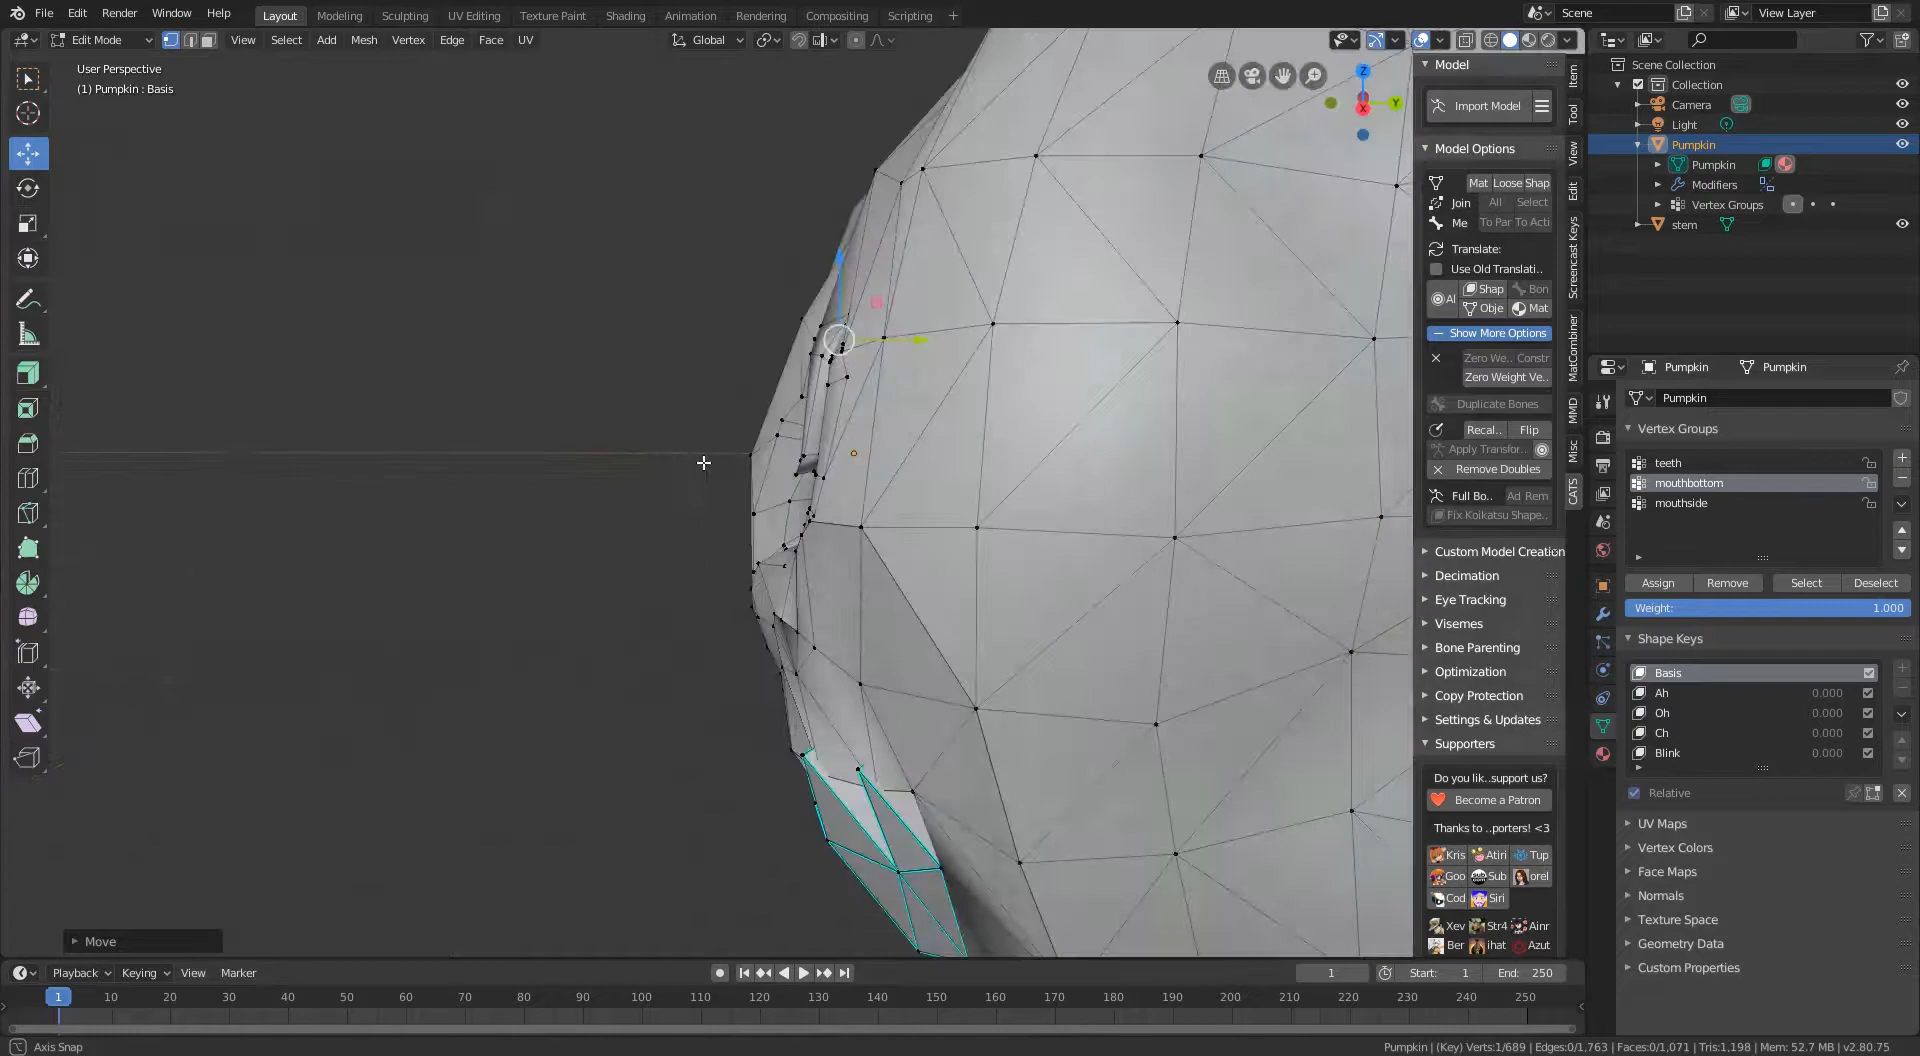 File Edit Render Window Help
Layout Modeling Sculpting UV Editing Texture Paint Shading Animation Rendering Compositing Scripting +
Scene
View Layer
Edit Mode View Select Add Mesh Vertex Edge Face UV
Global
User Perspective
(1) Pumpkin : Basis
Z
Y
X
Model
Import Model
Model Options
Mat Loose Shap
Join All Select
Me To Par To Acti
Translate:
Use Old Translati..
Al Shap Bon
Obje Mat
Show More Options
Zero We.. Constr
Zero Weight Ve..
Duplicate Bones
Recal.. Flip
Apply Transfor..
Remove Doubles
Full Bo.. Ad Rem
Fix Koikatsu Shape..
Custom Model Creation
Decimation
Eye Tracking
Visemes
Bone Parenting
Optimization
Copy Protection
Settings & Updates
Supporters
Do you lik..support us?
Become a Patron
Thanks to ..porters! <3
Kris Atiri Tup
Goo Sub orel
Cod Siri
Xev Str4 Ainr
Ber ihat Azut
Item
Tool
View
Edit
Screencast Keys
MatCombiner
MMD
Misc
CATS
Scene Collection
Collection
Camera
Light
Pumpkin
Pumpkin
Modifiers
Vertex Groups
stem
Pumpkin Pumpkin
Pumpkin
Vertex Groups
teeth
mouthbottom
mouthside
Assign Remove Select Deselect
Weight: 1.000
Shape Keys
Basis
Ah 0.000
Oh 0.000
Ch 0.000
Blink 0.000
Relative
UV Maps
Vertex Colors
Face Maps
Normals
Texture Space
Geometry Data
Custom Properties
Move
Playback Keying View Marker
1 Start: 1 End: 250
1 10 20 30 40 50 60 70 80 90 100 110 120 130 140 150 160 170 180 190 200 210 220 230 240 250
Axis Snap
Pumpkin | (Key) Verts:1/689 | Edges:0/1,763 | Faces:0/1,071 | Tris:1,198 | Mem: 52.7 MB | v2.80.75